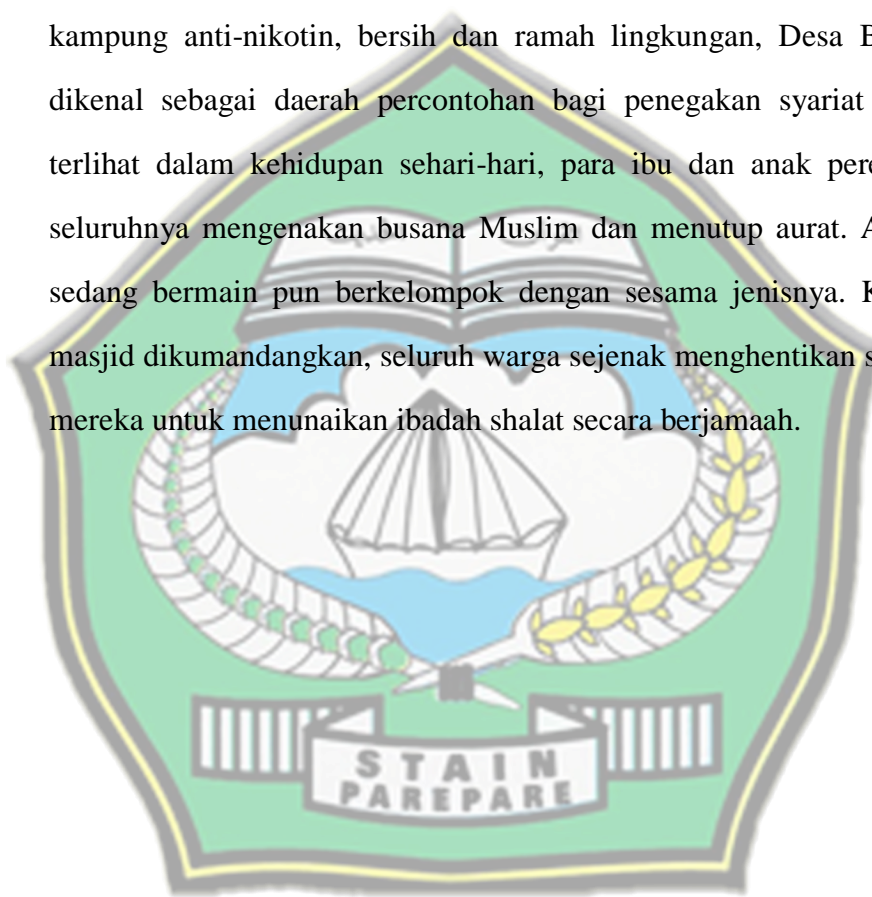 kampung anti-nikotin, bersih dan ramah lingkungan, Desa B
dikenal sebagai daerah percontohan bagi penegakan syariat
terlihat dalam kehidupan sehari-hari, para ibu dan anak pere
seluruhnya mengenakan busana Muslim dan menutup aurat. A
sedang bermain pun berkelompok dengan sesama jenisnya. K
masjid dikumandangkan, seluruh warga sejenak menghentikan s
mereka untuk menunaikan ibadah shalat secara berjamaah.
STAIN
PAREPARE